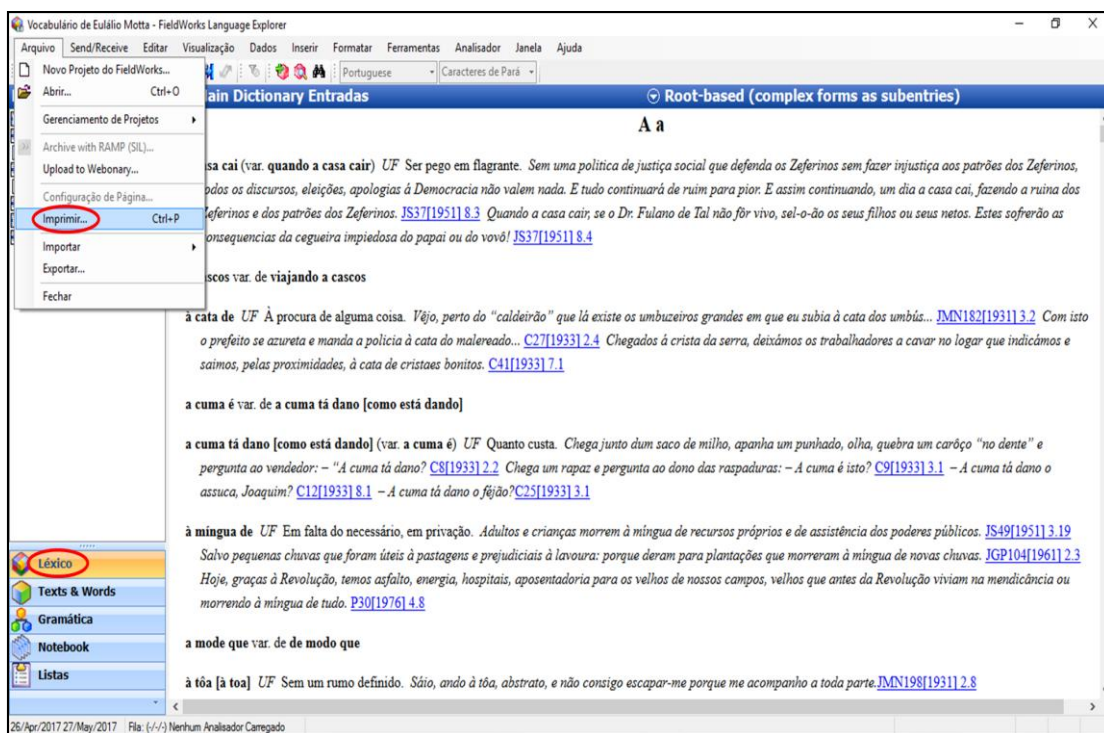 Vocabulário de Eulálio Motta - FieldWorks Language Explorer
Arquivo Send/Receive Editar Visualização Dados Inserir Formatar Ferramentas Analisador Janela Ajuda
Portuguese Caracteres de Pará
Novo Projeto do FieldWorks...
Abrir... Ctrl+O
Gerenciamento de Projetos
Archive with RAMP (SIL)...
Upload to Webonary...
Configuração de Página...
Imprimir... Ctrl+P
Importar
Exportar...
Fechar
Dictionary Entradas
Root-based (complex forms as subentries)
A a
cai (var. quando a casa cair) UF Ser pego em flagrante. Sem uma politica de justiça social que defenda os Zeferinos sem fazer injustiça aos patrões dos Zeferinos,
os discursos, eleições, apologias à Democracia não valem nada. E tudo continuará de ruim para pior. E assim continuando, um dia a casa cai, fazendo a ruina dos
e dos patrões dos Zeferinos. JS37[1951] 8.3 Quando a casa cair, se o Dr. Fulano de Tal não fôr vivo, sel-o-ão os seus filhos ou seus netos. Estes sofrerão as
da cegueira impiedosa do papai ou do vovô! JS37[1951] 8.4
var. de viajando a cascos
à cata de UF À procura de alguma coisa. Vêjo, perto do “caldeirão” que lá existe os umbuzeiros grandes em que eu subia à cata dos umbús... JMN182[1931] 3.2 Com isto
o prefeito se azureta e manda a policia à cata do malereado... C27[1933] 2.4 Chegados á crista da serra, deixámos os trabalhadores a cavar no logar que indicámos e
saimos, pelas proximidades, à cata de cristaes bonitos. C41[1933] 7.1
a cuma é var. de a cuma tá dano [como está dando]
a cuma tá dano [como está dando] (var. a cuma é) UF Quanto custa. Chega junto dum saco de milho, apanha um punhado, olha, quebra um carôço “no dente” e
pergunta ao vendedor: – “A cuma tá dano? C8[1933] 2.2 Chega um rapaz e pergunta ao dono das raspaduras: – A cuma é isto? C9[1933] 3.1 – A cuma tá dano o
assuca, Joaquim? C12[1933] 8.1 – A cuma tá dano o fêjão?C25[1933] 3.1
à míngua de UF Em falta do necessário, em privação. Adultos e crianças morrem à míngua de recursos próprios e de assistência dos poderes públicos. JS49[1951] 3.19
Salvo pequenas chuvas que foram úteis à pastagens e prejudiciais à lavoura: porque deram para plantações que morreram à míngua de novas chuvas. JGP104[1961] 2.3
Hoje, graças à Revolução, temos asfalto, energia, hospitais, aposentadoria para os velhos de nossos campos, velhos que antes da Revolução viviam na mendicância ou
morrendo à míngua de tudo. P30[1976] 4.8
a mode que var. de de modo que
à tôa [à toa] UF Sem um rumo definido. Sáio, ando à tôa, abstrato, e não consigo escapar-me porque me acompanho a toda parte.JMN198[1931] 2.8
Léxico
Texts & Words
Gramática
Notebook
Listas
26/Apr/2017 27/May/2017 Fila: (-/-/-) Nenhum Analisador Carregado